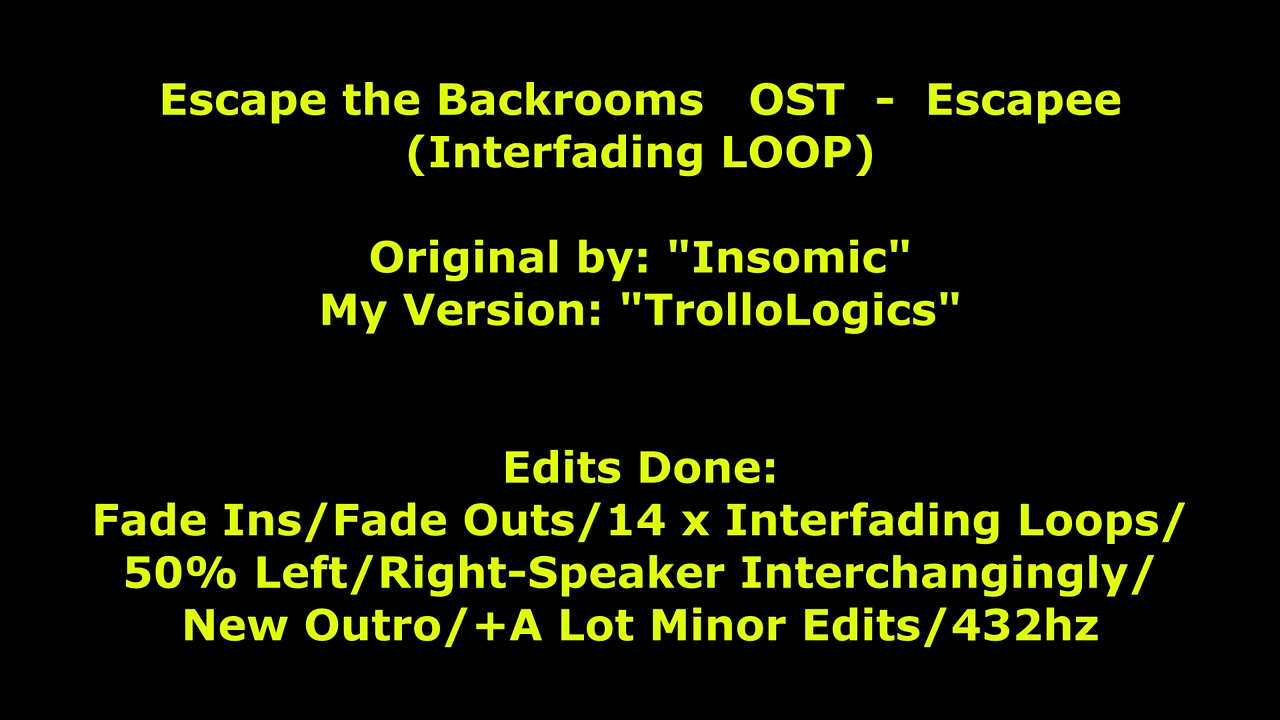 Escape the Backrooms   OST  -  Escapee
(Interfading LOOP)
Original by: "Insomic"
My Version: "TrolloLogics"
Edits Done:
Fade Ins/Fade Outs/14 x Interfading Loops/
50% Left/Right-Speaker Interchangingly/
New Outro/+A Lot Minor Edits/432hz